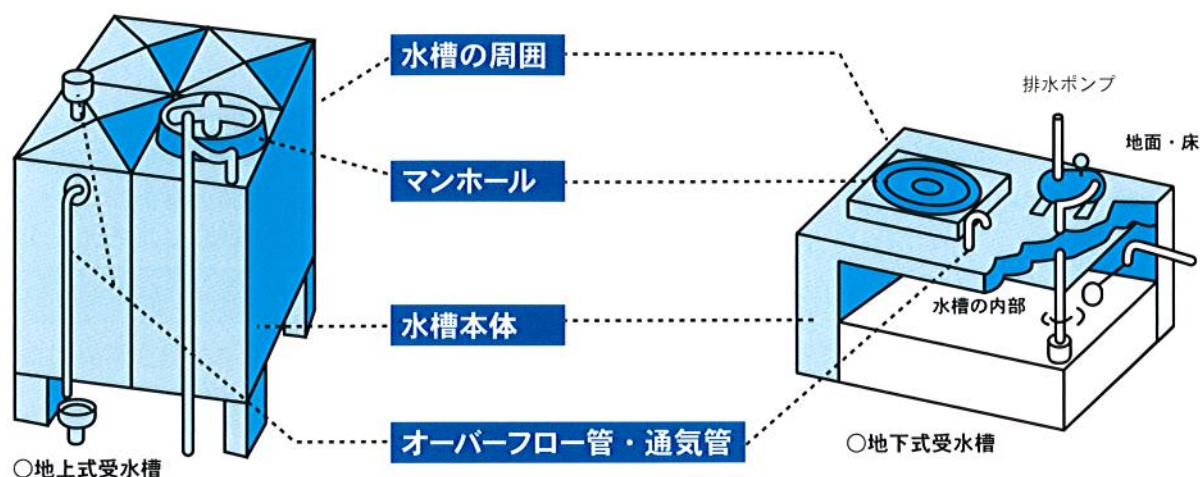 水槽の周囲
マンホール
水槽本体
オーバーフロー管・通気管
○地上式受水槽
排水ポンプ
地面・床
水槽の内部
○地下式受水槽